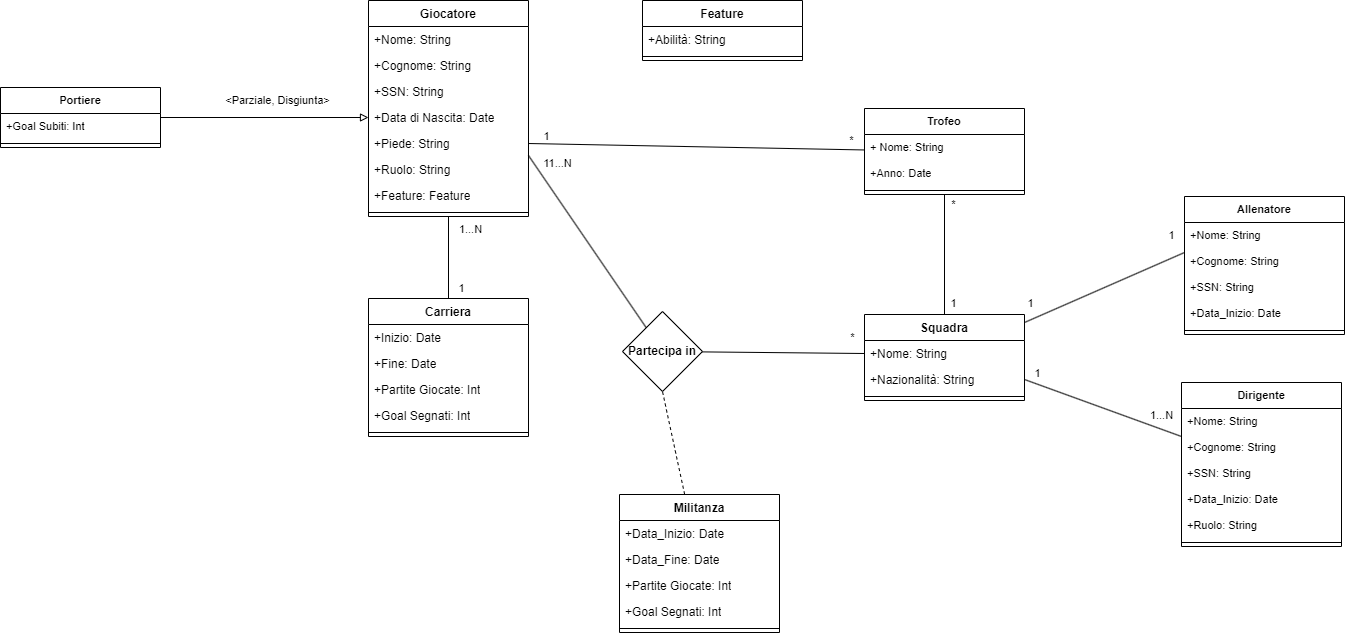 Giocatore
+Nome: String
+Cognome: String
+SSN: String
+Data di Nascita: Date
+Piede: String
+Ruolo: String
+Feature: Feature
Feature
+Abilità: String
Portiere
+Goal Subiti: Int
<Parziale, Disgiunta>
1
*
11...N
Trofeo
+ Nome: String
+Anno: Date
*
1
1...N
1
Carriera
+Inizio: Date
+Fine: Date
+Partite Giocate: Int
+Goal Segnati: Int
Partecipa in
*
Squadra
+Nome: String
+Nazionalità: String
1
1
Allenatore
+Nome: String
+Cognome: String
+SSN: String
+Data_Inizio: Date
1
1...N
Dirigente
+Nome: String
+Cognome: String
+SSN: String
+Data_Inizio: Date
+Ruolo: String
Militanza
+Data_Inizio: Date
+Data_Fine: Date
+Partite Giocate: Int
+Goal Segnati: Int